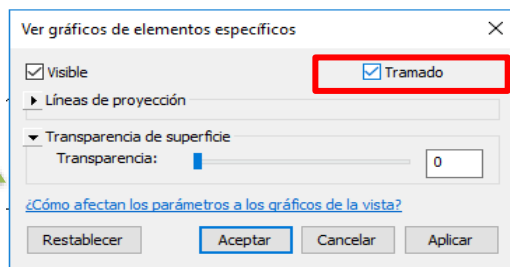 Ver gráficos de elementos específicos
Visible Tramado
Líneas de proyección
Transparencia de superficie
Transparencia: 0
¿Cómo afectan los parámetros a los gráficos de la vista?
Restablecer Aceptar Cancelar Aplicar